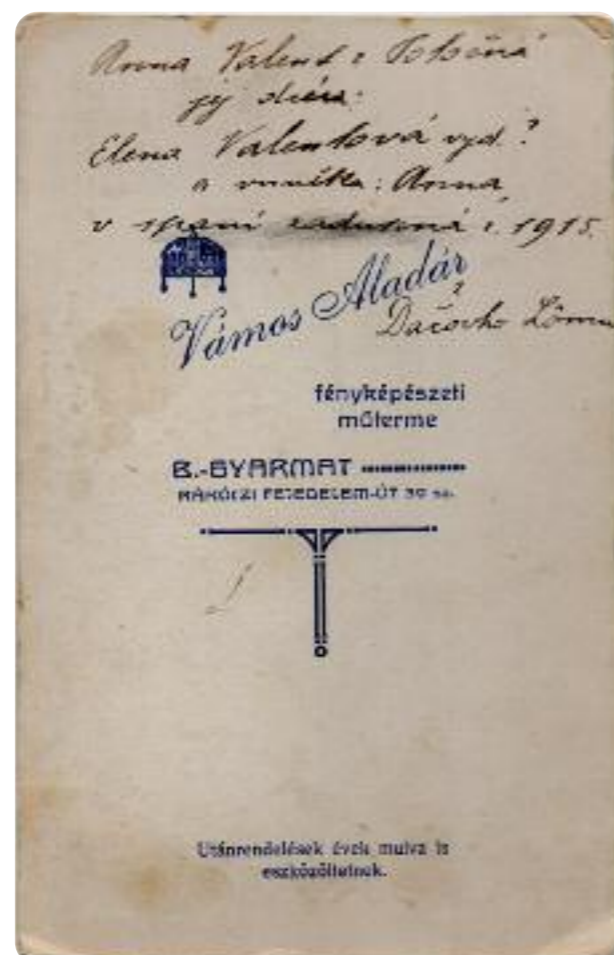 Anna Valent
jej dcéra:
Elena Valentová vyd. ?
a vnučka: Anna
v r. 1915.
Vámos Aladár
?
fényképészeti
műterme
B.-GYARMAT
RÁKÓCZI FEJEDELEM-ÚT 39 sz.
Utánrendelések évek mulva is
eszközöltetnek.